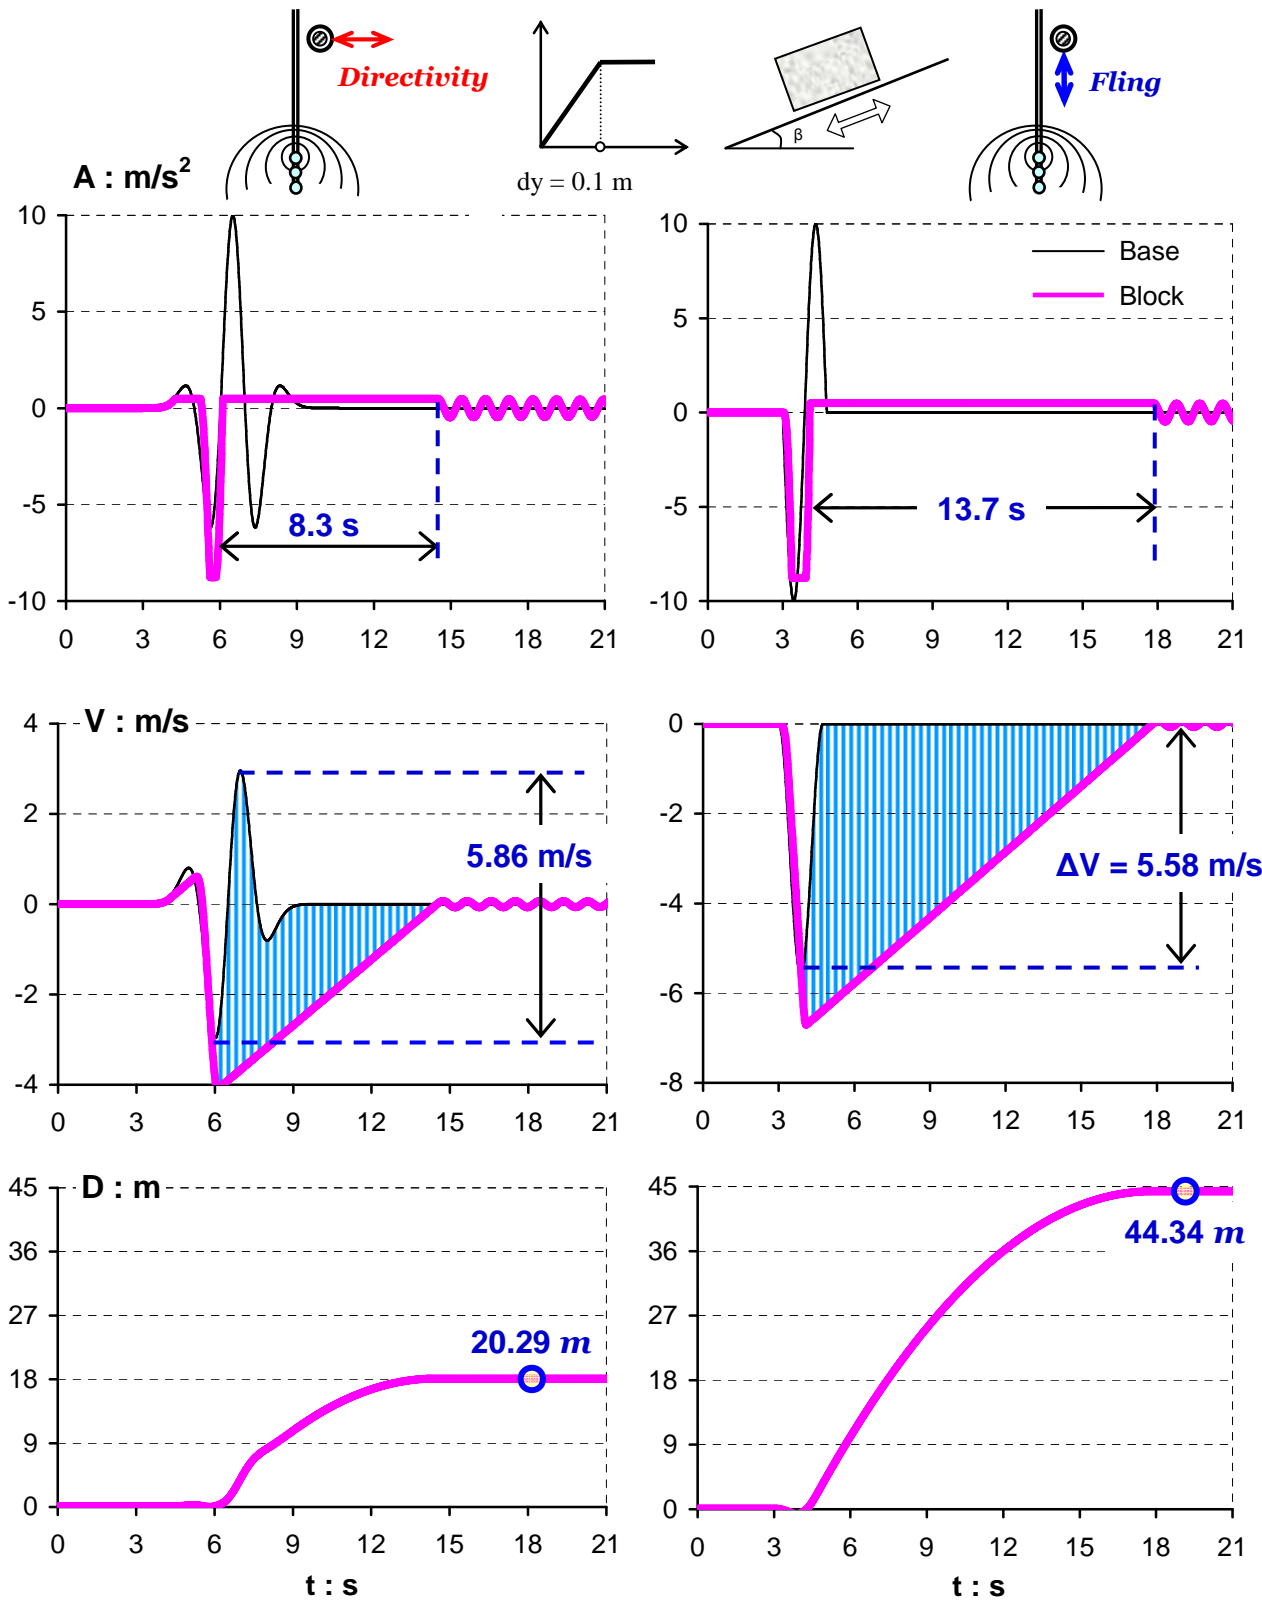 Directivity
Fling
β
dy = 0.1 m
A : m/s²
10
5
0
-5
-10
8.3 s
0 3 6 9 12 15 18 21
10
5
0
-5
-10
Base
Block
13.7 s
0 3 6 9 12 15 18 21
V : m/s
4
2
0
-2
-4
5.86 m/s
0 3 6 9 12 15 18 21
0
-2
-4
-6
-8
ΔV = 5.58 m/s
0 3 6 9 12 15 18 21
D : m
45
36
27
18
9
0
20.29 m
0 3 6 9 12 15 18 21
t : s
45
36
27
18
9
0
44.34 m
0 3 6 9 12 15 18 21
t : s